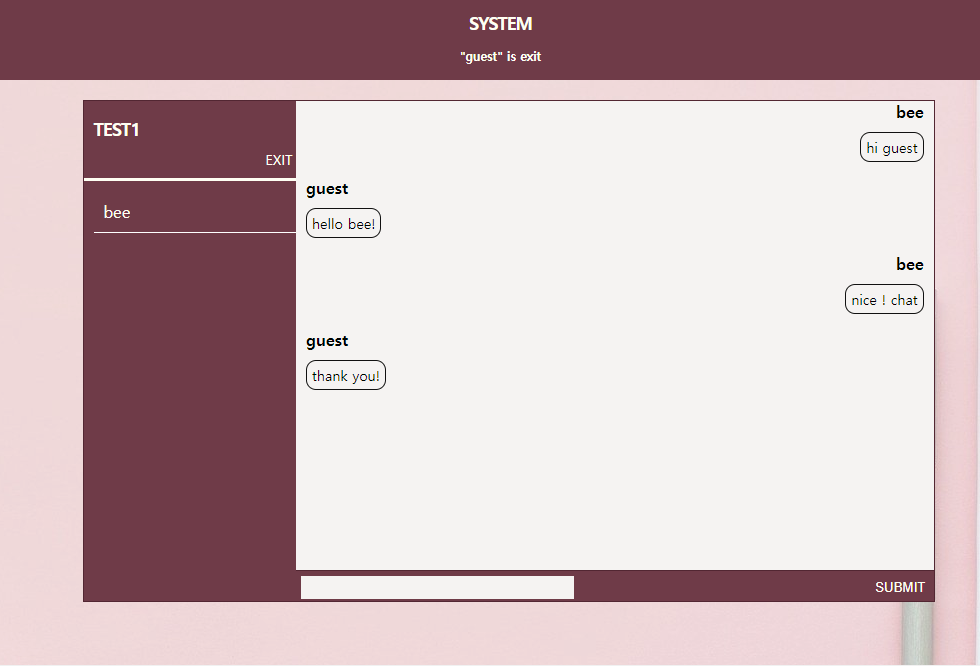 SYSTEM
"guest" is exit
TEST1
EXIT
bee
bee
hi guest
guest
hello bee!
bee
nice ! chat
guest
thank you!
SUBMIT